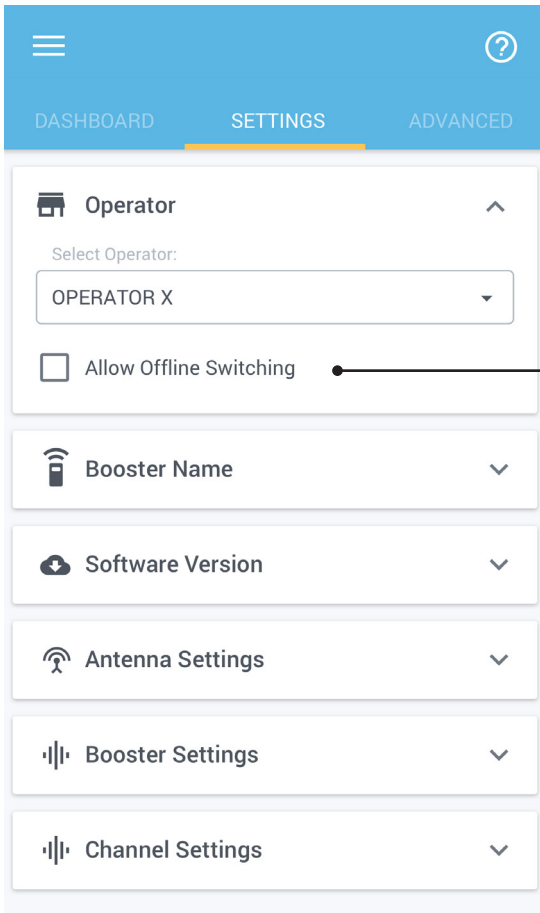 DASHBOARD SETTINGS ADVANCED
Operator
Select Operator:
OPERATOR X
Allow Offline Switching
Booster Name
Software Version
Antenna Settings
Booster Settings
Channel Settings